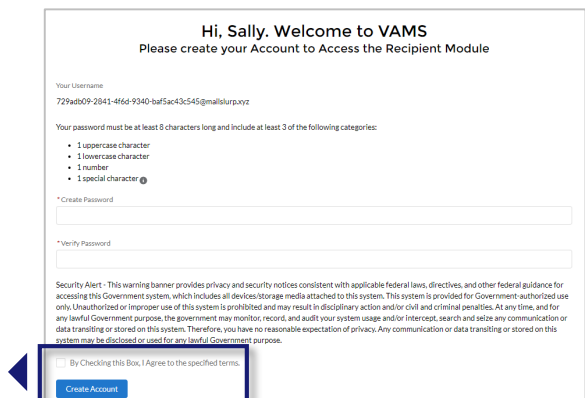 Hi, Sally. Welcome to VAMS
Please create your Account to Access the Recipient Module
Your Username
729adb09-2841-4f6d-9340-baf5ac43c545@mailslurp.xyz
Your password must be at least 8 characters long and include at least 3 of the following categories:
• 1 uppercase character
• 1 lowercase character
• 1 number
• 1 special character
* Create Password
* Verify Password
Security Alert - This warning banner provides privacy and security notices consistent with applicable federal laws, directives, and other federal guidance for
accessing this Government system, which includes all devices/storage media attached to this system. This system is provided for Government-authorized use
only. Unauthorized or improper use of this system is prohibited and may result in disciplinary action and/or civil and criminal penalties. At any time, and for
any lawful Government purpose, the government may monitor, record, and audit your system usage and/or intercept, search and seize any communication or
data transiting or stored on this system. Therefore, you have no reasonable expectation of privacy. Any communication or data transiting or stored on this
system may be disclosed or used for any lawful Government purpose.
By Checking this Box, I Agree to the specified terms.
Create Account